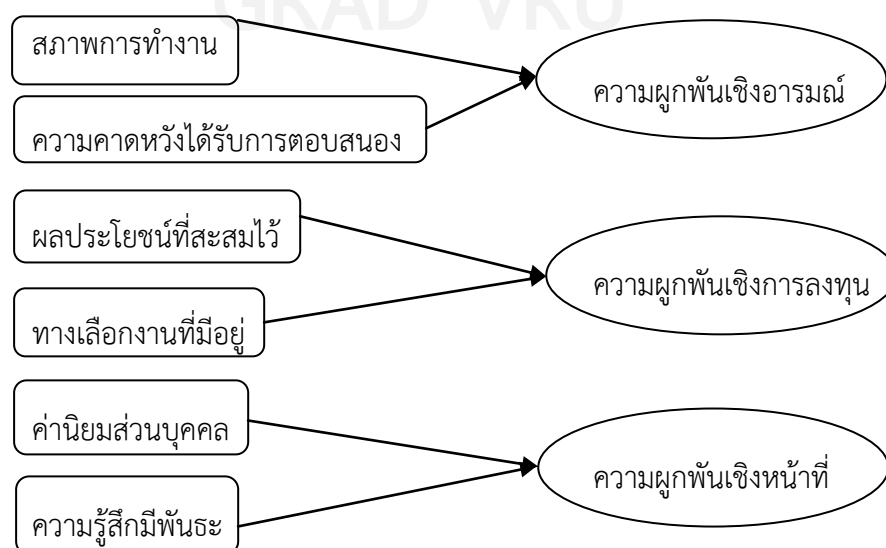 GRAD VRU
สภาพการทำงาน
ความผูกพันเชิงอารมณ์
ความคาดหวังได้รับการตอบสนอง
ผลประโยชน์ที่สะสมไว้
ความผูกพันเชิงการลงทุน
ทางเลือกงานที่มีอยู่
ค่านิยมส่วนบุคคล
ความผูกพันเชิงหน้าที่
ความรู้สึกมีพันธะ